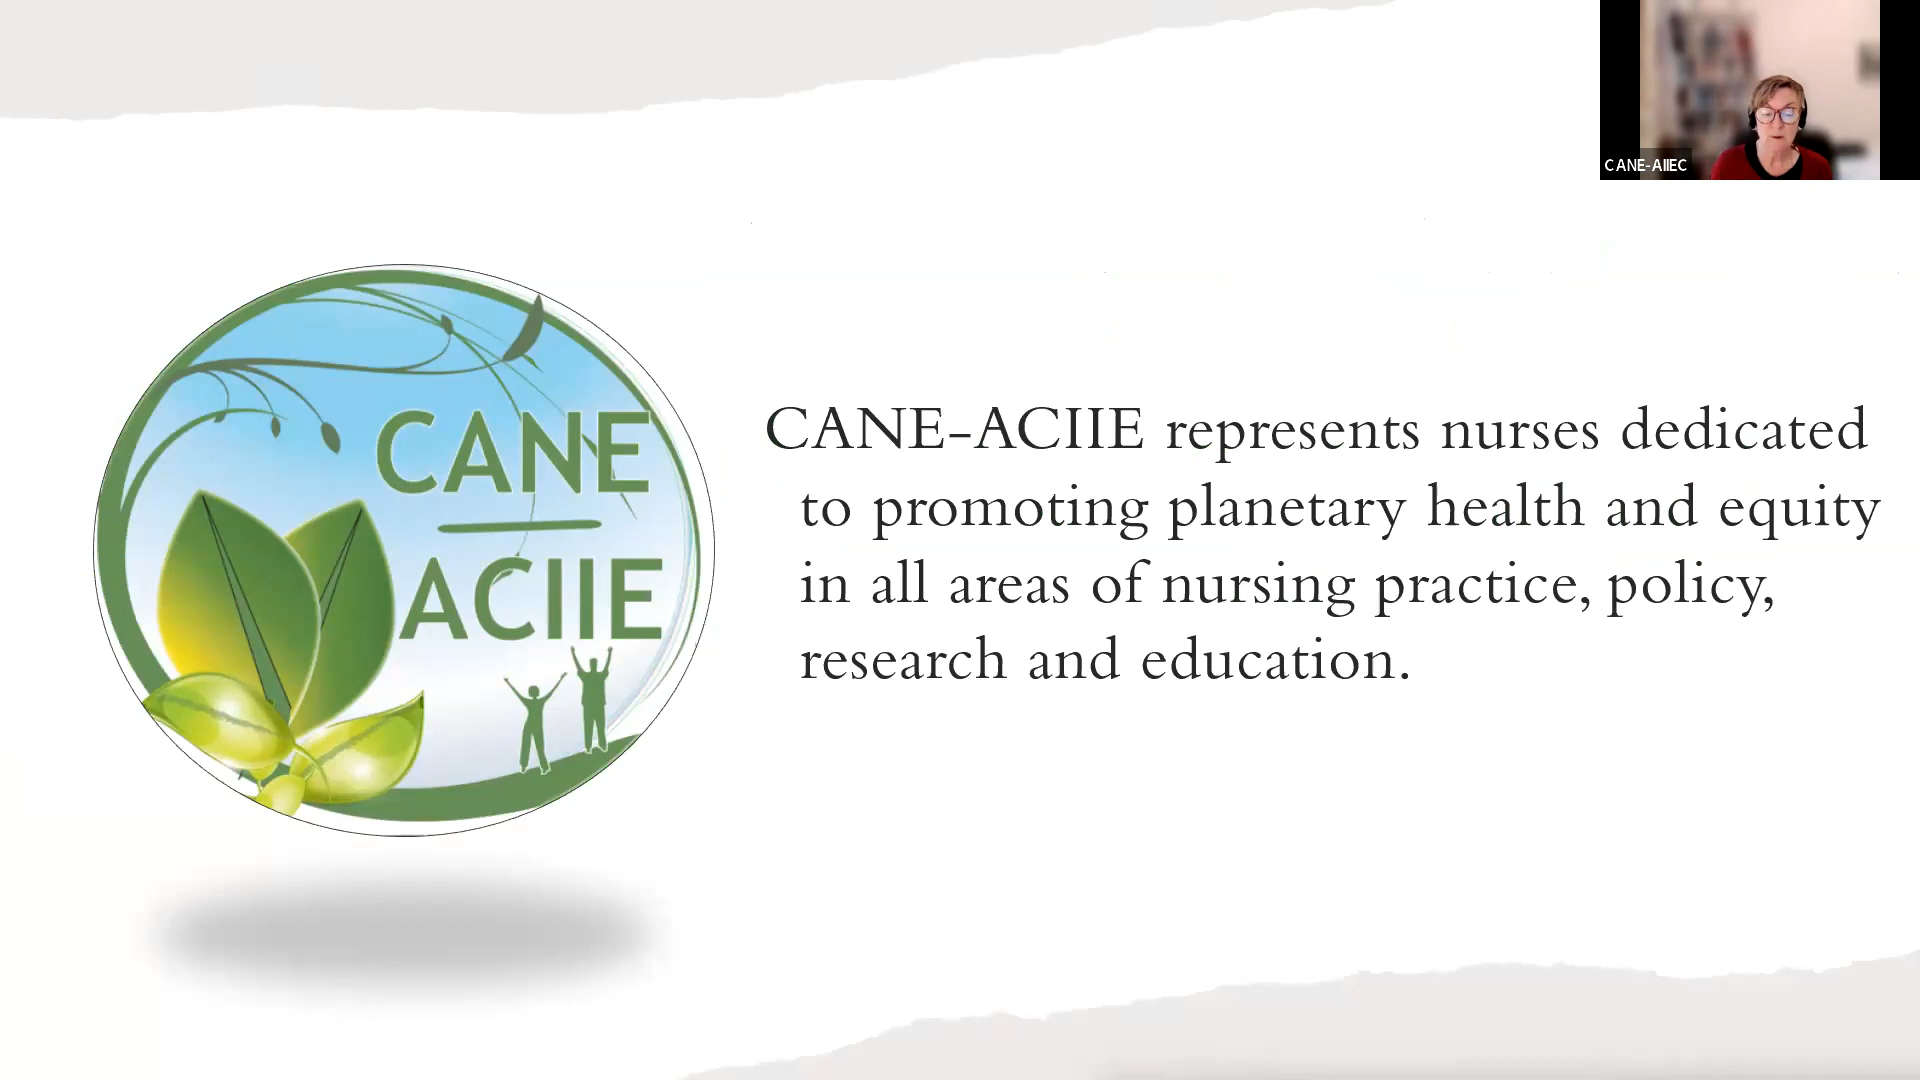 CANE-AIIEC
CANE
ACIIE
CANE-ACIIE represents nurses dedicated
to promoting planetary health and equity
in all areas of nursing practice, policy,
research and education.